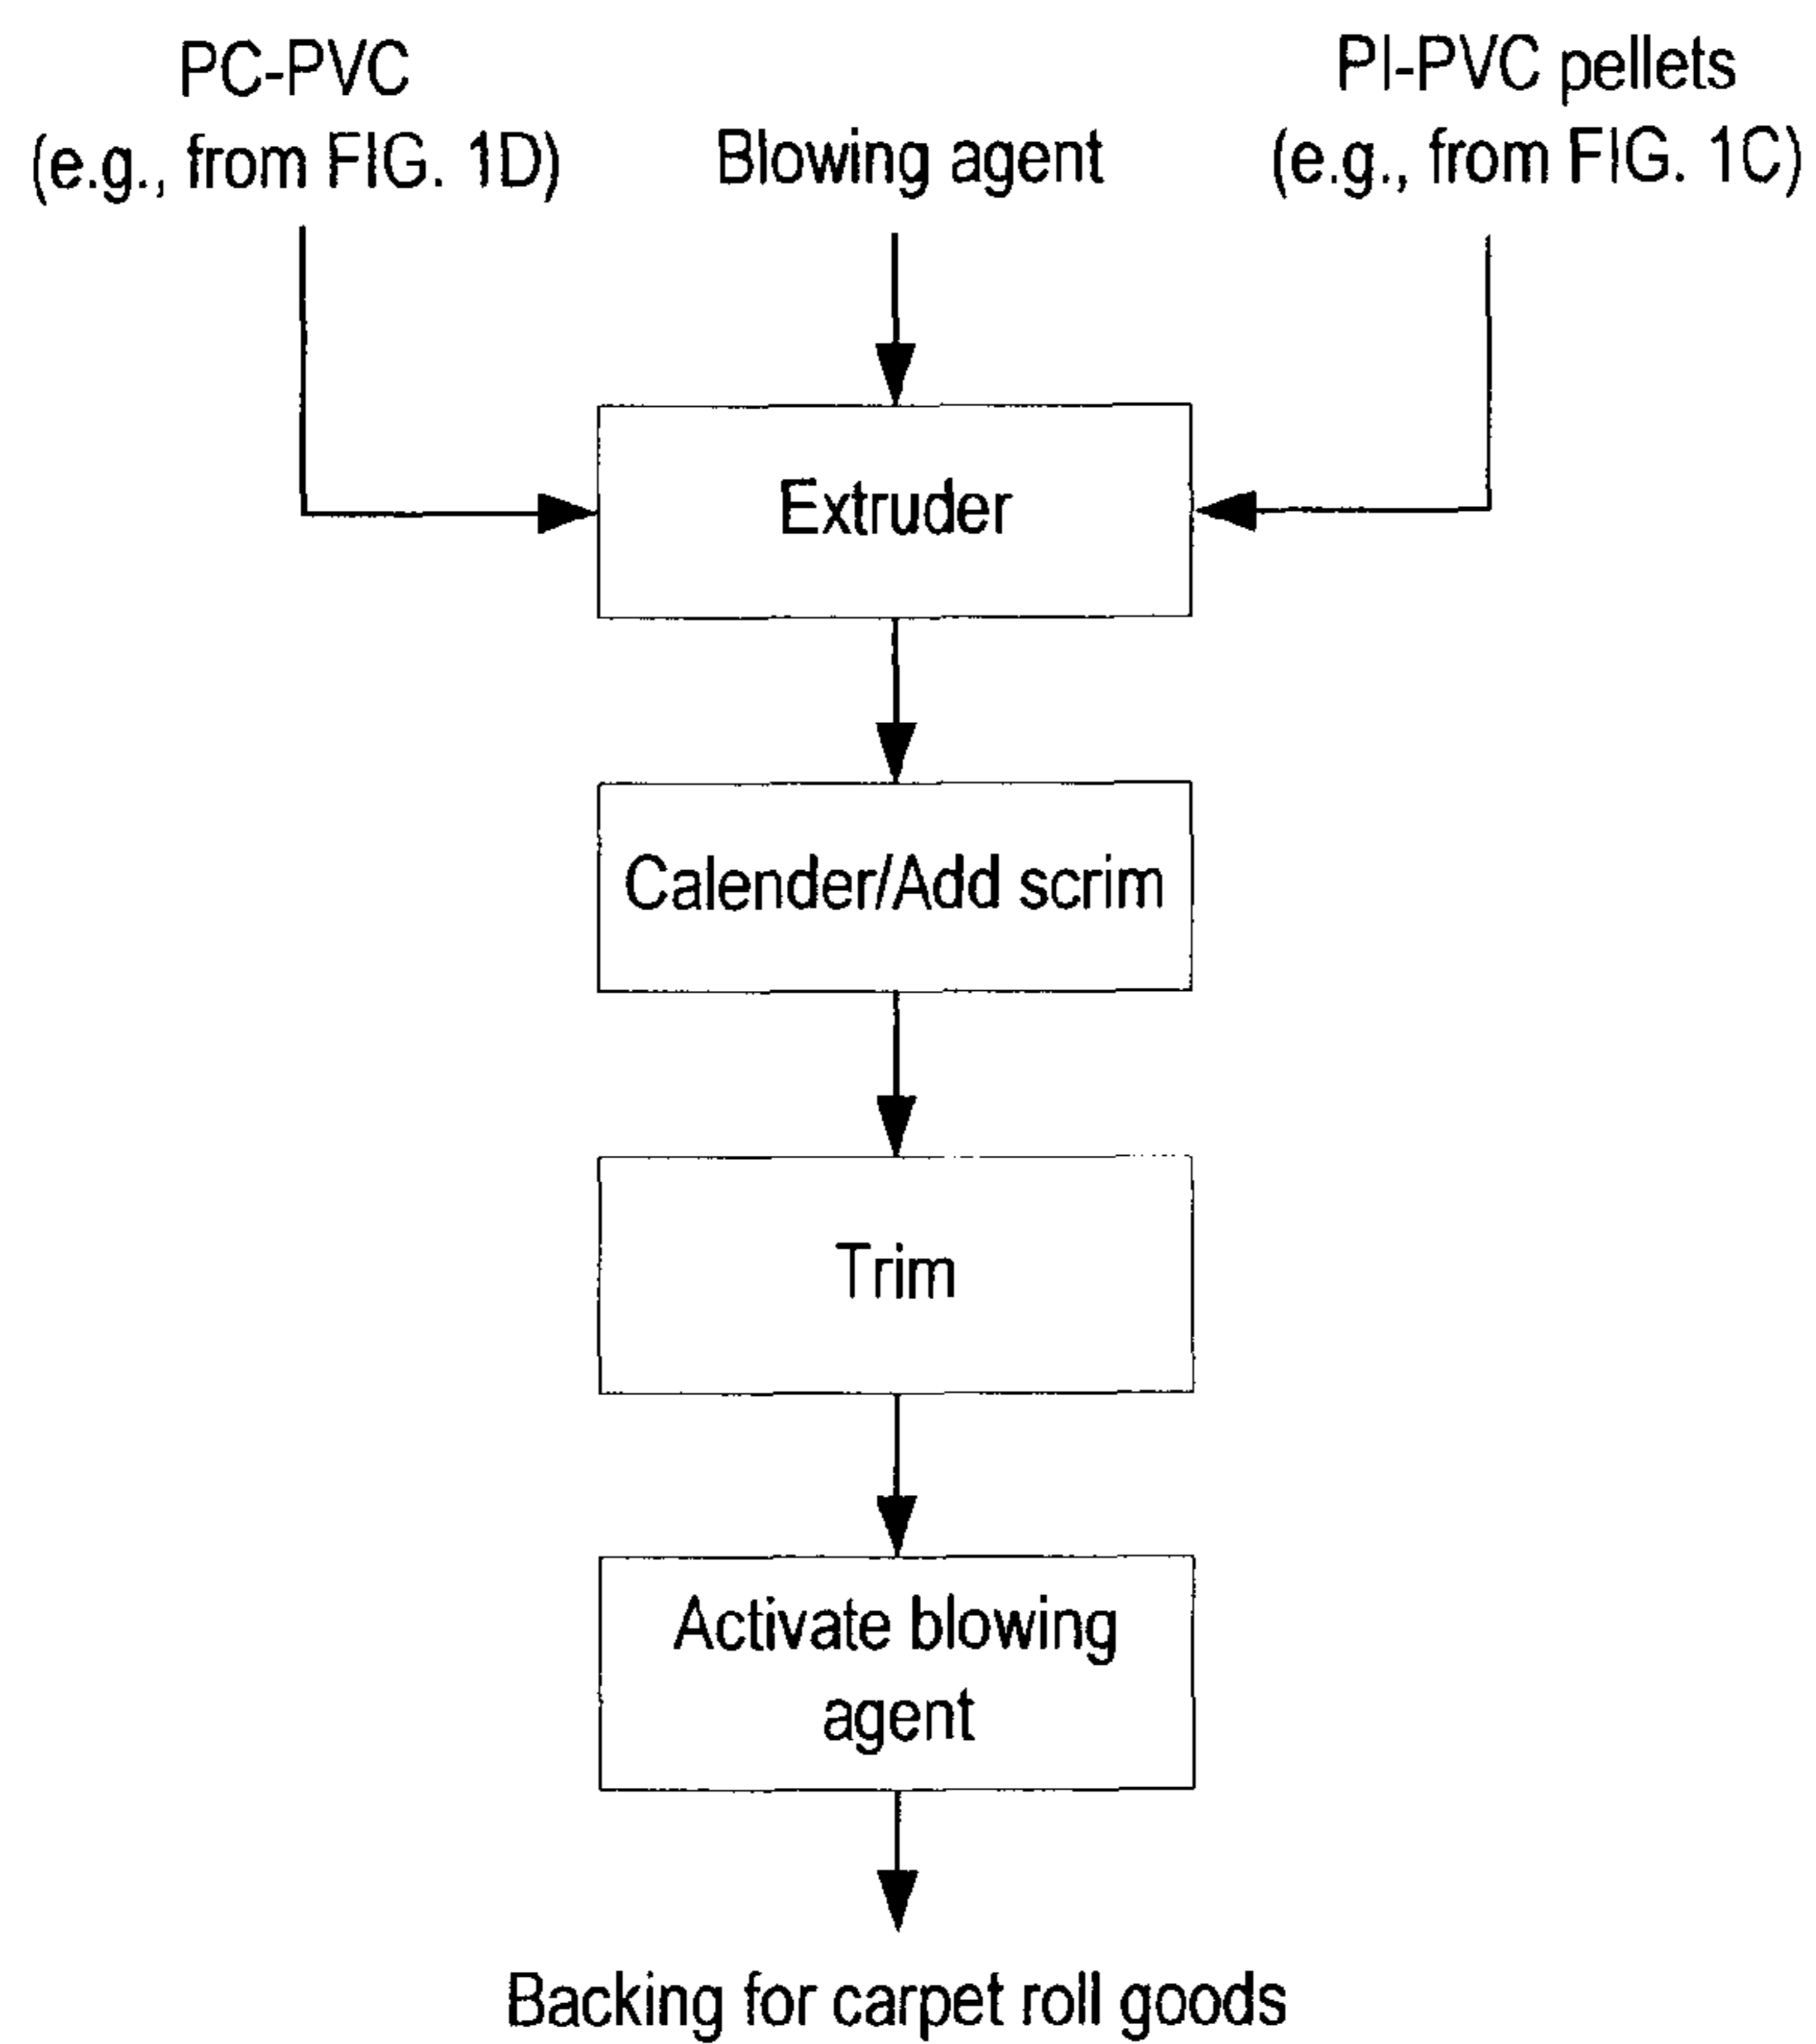 PC-PVC
(e.g., from FIG. 1D)
Blowing agent
PI-PVC pellets
(e.g., from FIG. 1C)
Extruder
Calender/Add scrim
Trim
Activate blowing
agent
Backing for carpet roll goods